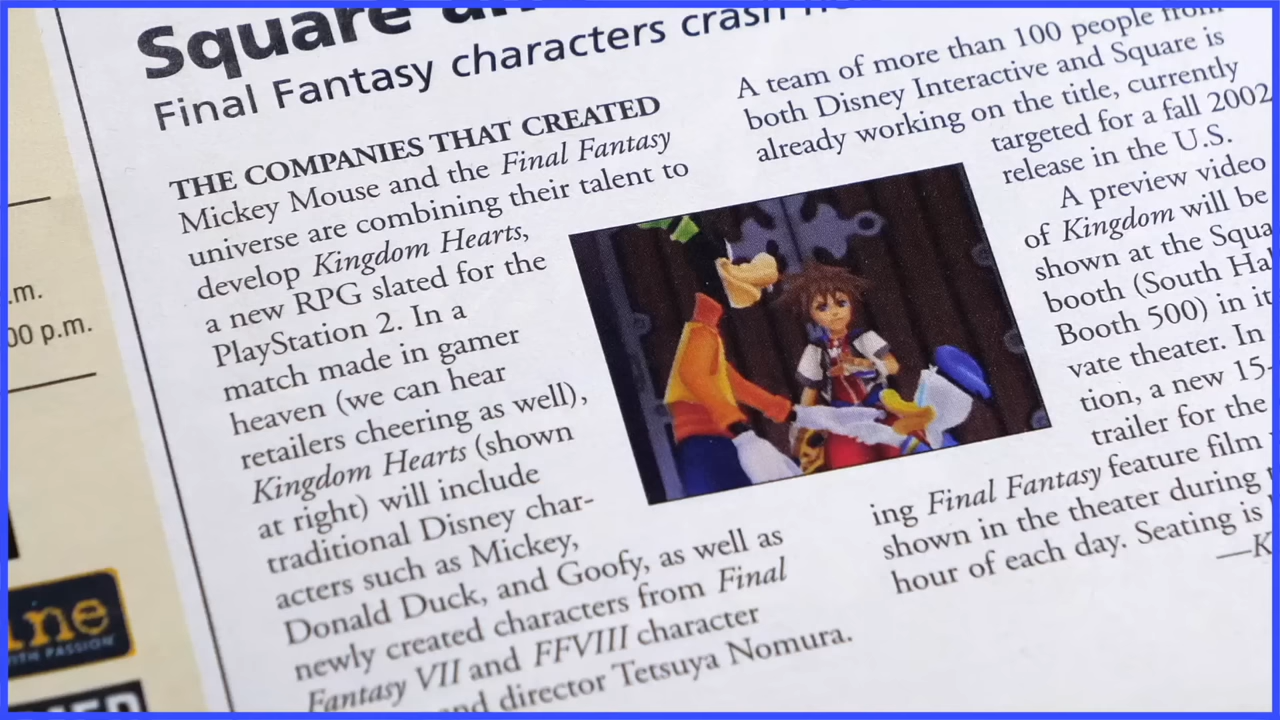 .m.
00 p.m.
ne
WITH PASSION
Square
Final Fantasy characters crash
THE COMPANIES THAT CREATED
Mickey Mouse and the Final Fantasy
universe are combining their talent to
develop Kingdom Hearts,
a new RPG slated for the
PlayStation 2. In a
match made in gamer
heaven (we can hear
retailers cheering as well),
Kingdom Hearts (shown
at right) will include
traditional Disney char-
acters such as Mickey,
Donald Duck, and Goofy, as well as
newly created characters from Final
Fantasy VII and FFVIII character
and director Tetsuya Nomura.
A team of more than 100 people from
both Disney Interactive and Square is
already working on the title, currently
targeted for a fall 2002
release in the U.S.
A preview video
of Kingdom will be
shown at the Squa
booth (South Hal
Booth 500) in it
vate theater. In
tion, a new 15-
trailer for the
ing Final Fantasy feature film
shown in the theater during
hour of each day. Seating is
—K